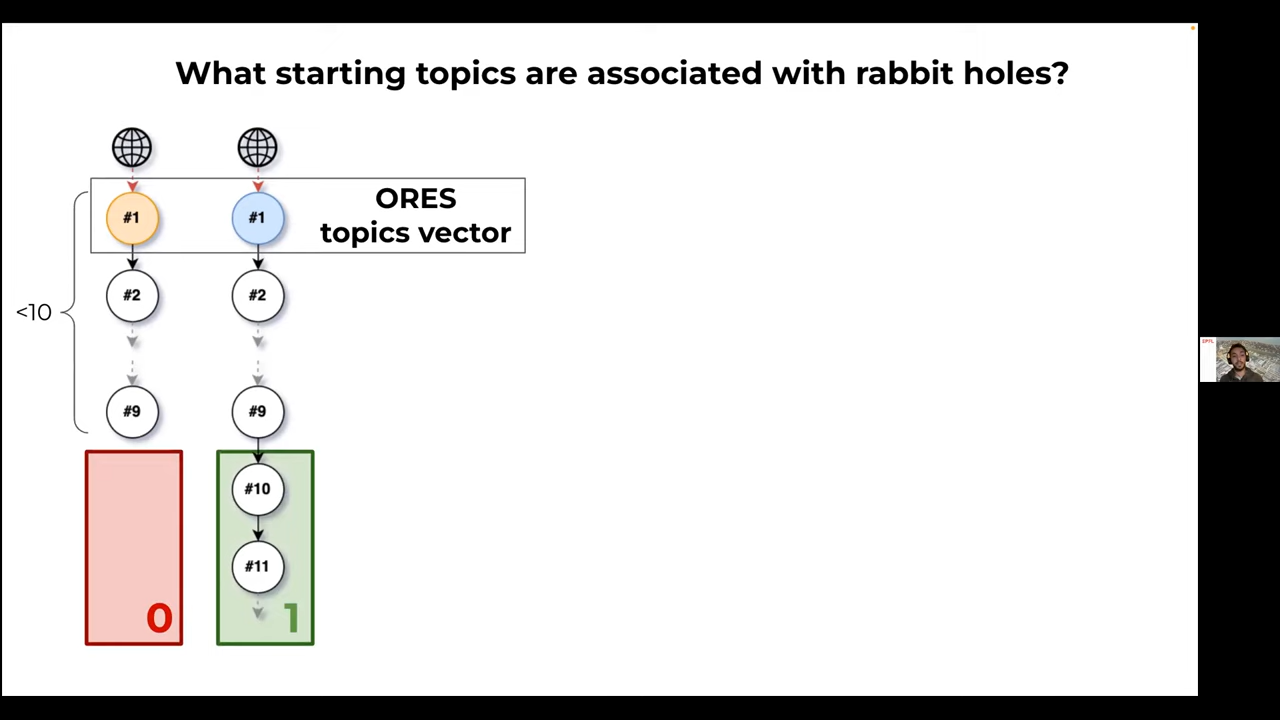 What starting topics are associated with rabbit holes?
#1
#1
ORES
topics vector
#2
#2
<10
#9
#9
#10
#11
0
1
EPFL